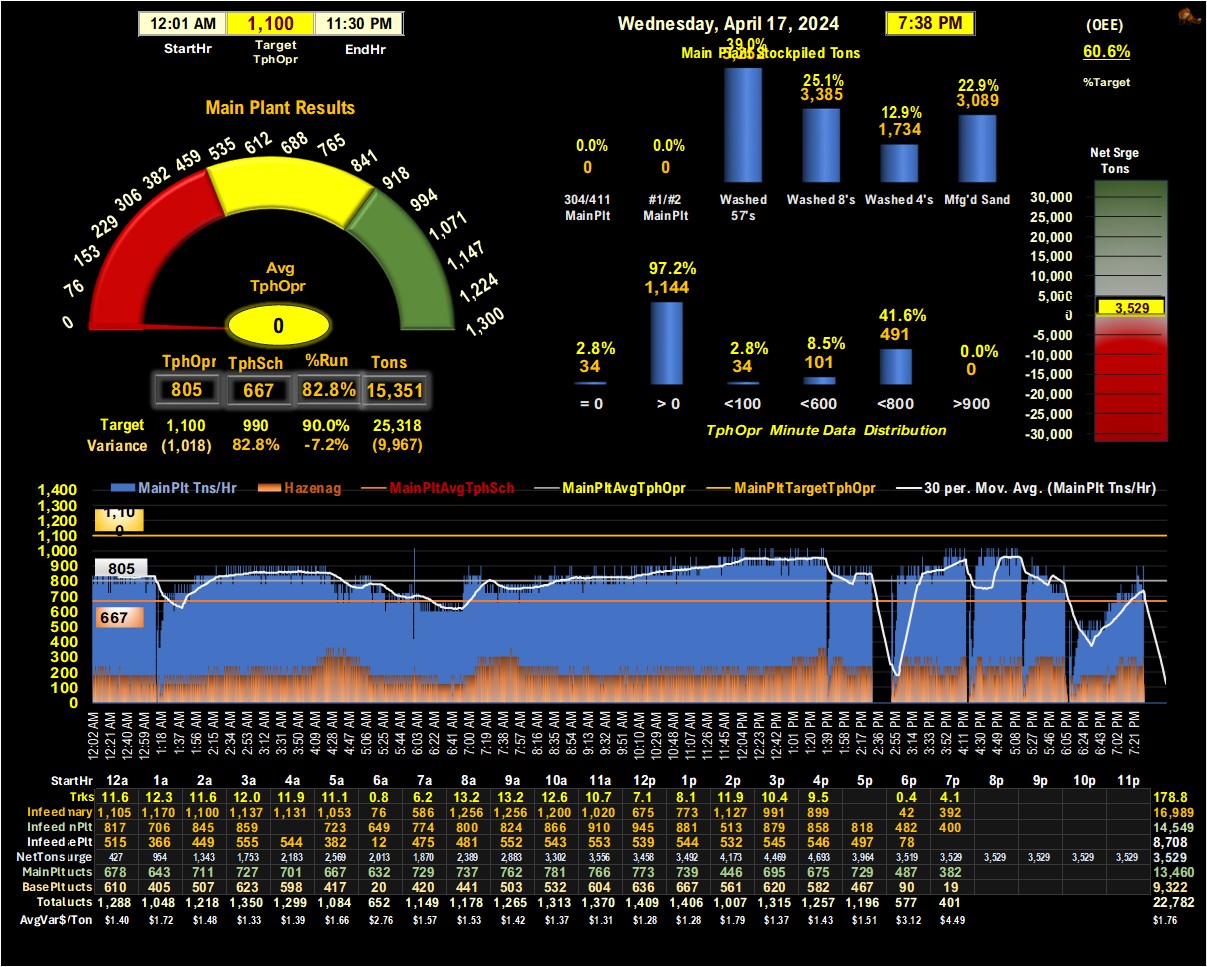 12:01 AM 1,100 11:30 PM
StartHr Target TphOpr EndHr
Wednesday, April 17, 2024 7:38 PM
(OEE)
60.6%
%Target
Main Plant Stockpiled Tons
39.0% 25.1% 12.9% 22.9%
3,385 1,734 3,089
0.0% 0.0%
0 0
304/411 MainPlt #1/#2 MainPlt Washed 57's Washed 8's Washed 4's Mfg'd Sand
Main Plant Results
0 76 153 229 306 382 459 535 612 688 765 841 918 994 1,071 1,147 1,224 1,300
Avg
TphOpr
0
TphOpr TphSch %Run Tons
805 667 82.8% 15,351
Target 1,100 990 90.0% 25,318
Variance (1,018) 82.8% -7.2% (9,967)
2.8% 97.2% 2.8% 8.5% 41.6% 0.0%
34 1,144 34 101 491 0
= 0 > 0 <100 <600 <800 >900
TphOpr Minute Data Distribution
Net Srge
Tons
30,000
25,000
20,000
15,000
10,000
5,000
3,529
0
-5,000
-10,000
-15,000
-20,000
-25,000
-30,000
MainPlt Tns/Hr Hazenag MainPltAvgTphSch MainPltAvgTphOpr MainPltTargetTphOpr 30 per. Mov. Avg. (MainPlt Tns/Hr)
1,400
1,300
1,200
1,100
1,000
900
800
700
600
500
400
300
200
100
0
1,100
805
667
12:02 AM 12:21 AM 12:40 AM 12:59 AM 1:18 AM 1:37 AM 1:56 AM 2:15 AM 2:34 AM 2:53 AM 3:12 AM 3:31 AM 3:50 AM 4:09 AM 4:28 AM 4:47 AM 5:06 AM 5:25 AM 5:44 AM 6:03 AM 6:22 AM 6:41 AM 7:00 AM 7:19 AM 7:38 AM 7:57 AM 8:16 AM 8:35 AM 8:54 AM 9:13 AM 9:32 AM 9:51 AM 10:10 AM 10:29 AM 10:48 AM 11:07 AM 11:26 AM 11:45 AM 12:04 PM 12:23 PM 12:42 PM 1:01 PM 1:20 PM 1:39 PM 1:58 PM 2:17 PM 2:36 PM 2:55 PM 3:14 PM 3:33 PM 3:52 PM 4:11 PM 4:30 PM 4:49 PM 5:08 PM 5:27 PM 5:46 PM 6:05 PM 6:24 PM 6:43 PM 7:02 PM 7:21 PM
StartHr 12a 1a 2a 3a 4a 5a 6a 7a 8a 9a 10a 11a 12p 1p 2p 3p 4p 5p 6p 7p 8p 9p 10p 11p
Trks 11.6 12.3 11.6 12.0 11.9 11.1 0.8 6.2 13.2 13.2 12.6 10.7 7.1 8.1 11.9 10.4 9.5 0.4 4.1 178.8
Infeed mary 1,105 1,170 1,100 1,137 1,131 1,053 76 586 1,256 1,256 1,200 1,020 675 773 1,127 991 899 42 392 16,989
Infeed nPlt 817 706 845 859 723 649 774 800 824 866 910 945 881 513 879 858 818 482 400 14,549
Infeed ePlt 515 366 449 555 544 382 12 475 481 552 543 553 539 544 532 545 546 497 78 8,708
NetTons urge 427 954 1,343 1,753 2,183 2,569 2,013 1,870 2,389 2,883 3,302 3,556 3,458 3,492 4,173 4,469 4,693 3,964 3,519 3,529 3,529 3,529 3,529 3,529 3,529
MainPlt ucts 678 643 711 727 701 667 632 729 737 762 781 766 773 739 446 695 675 729 487 382 13,460
BasePlt ucts 610 405 507 623 598 417 20 420 441 503 532 604 636 667 561 620 582 467 90 19 9,322
Total ucts 1,288 1,048 1,218 1,350 1,299 1,084 652 1,149 1,178 1,265 1,313 1,370 1,409 1,406 1,007 1,315 1,257 1,196 577 401 22,782
AvgVar$/Ton $1.40 $1.72 $1.48 $1.33 $1.39 $1.66 $2.76 $1.57 $1.53 $1.42 $1.37 $1.31 $1.28 $1.28 $1.79 $1.37 $1.43 $1.51 $3.12 $4.49 $1.76